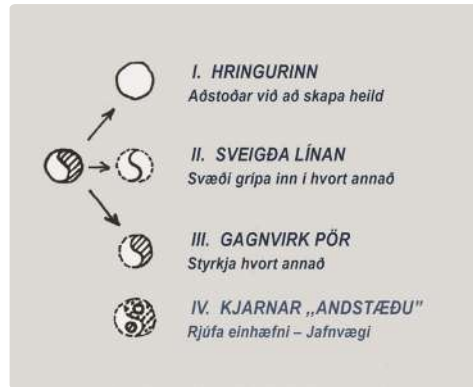 I. HRINGURINN
Aðstoðar við að skapa heild
II. SVEIGÐA LÍNAN
Svæði grípa inn í hvort annað
III. GAGNVIRK PÖR
Styrkja hvort annað
IV. KJARNAR „ANDSTÆÐU”
Rjúfa einhæfni – Jafnvægi